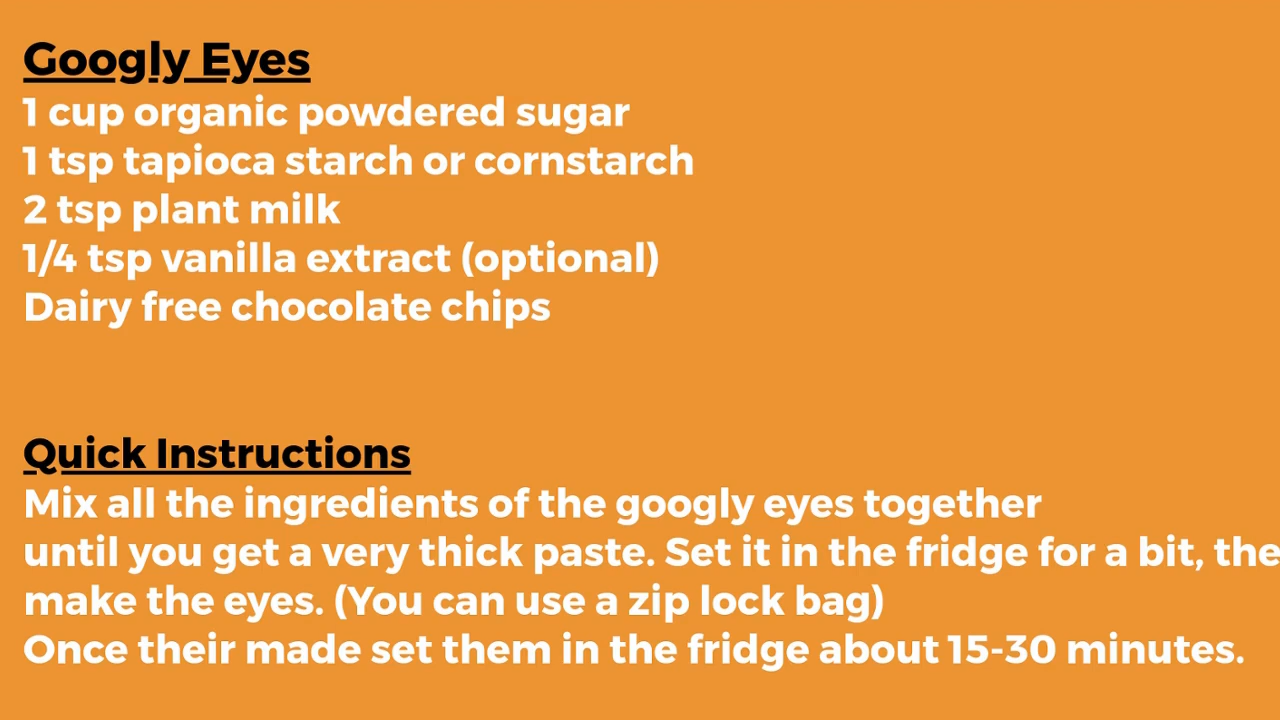 Googly Eyes
1 cup organic powdered sugar
1 tsp tapioca starch or cornstarch
2 tsp plant milk
1/4 tsp vanilla extract (optional)
Dairy free chocolate chips
Quick Instructions
Mix all the ingredients of the googly eyes together
until you get a very thick paste. Set it in the fridge for a bit, the
make the eyes. (You can use a zip lock bag)
Once their made set them in the fridge about 15-30 minutes.